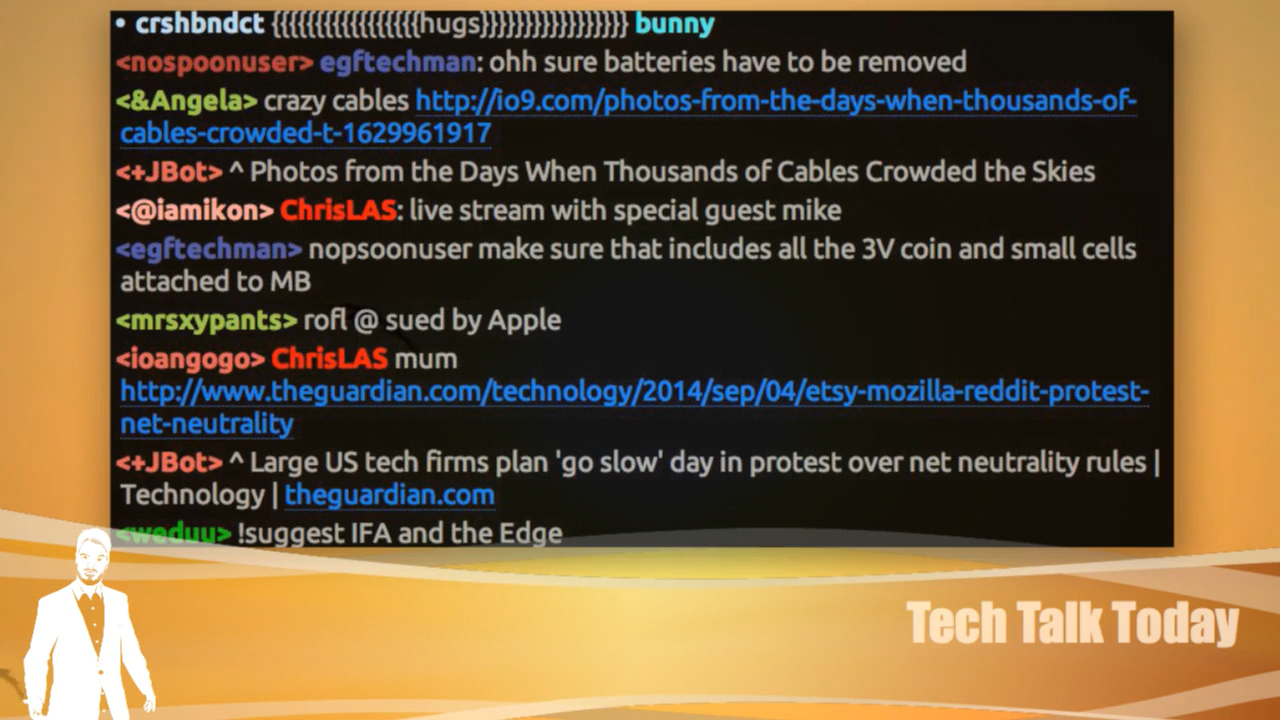 • crshbndct {{{{{{{{{{{{{{{{{hugs}}}}}}}}}}}}}}}}} bunny
<nospoonuser> egftechman: ohh sure batteries have to be removed
<&Angela> crazy cables http://io9.com/photos-from-the-days-when-thousands-of-
cables-crowded-t-1629961917
<+JBot> ^ Photos from the Days When Thousands of Cables Crowded the Skies
<@iamikon> ChrisLAS: live stream with special guest mike
<egftechman> nopsoonuser make sure that includes all the 3V coin and small cells
attached to MB
<mrsxypants> rofl @ sued by Apple
<ioangogo> ChrisLAS mum
http://www.theguardian.com/technology/2014/sep/04/etsy-mozilla-reddit-protest-
net-neutrality
<+JBot> ^ Large US tech firms plan 'go slow' day in protest over net neutrality rules |
Technology | theguardian.com
<weduu> !suggest IFA and the Edge
Tech Talk Today